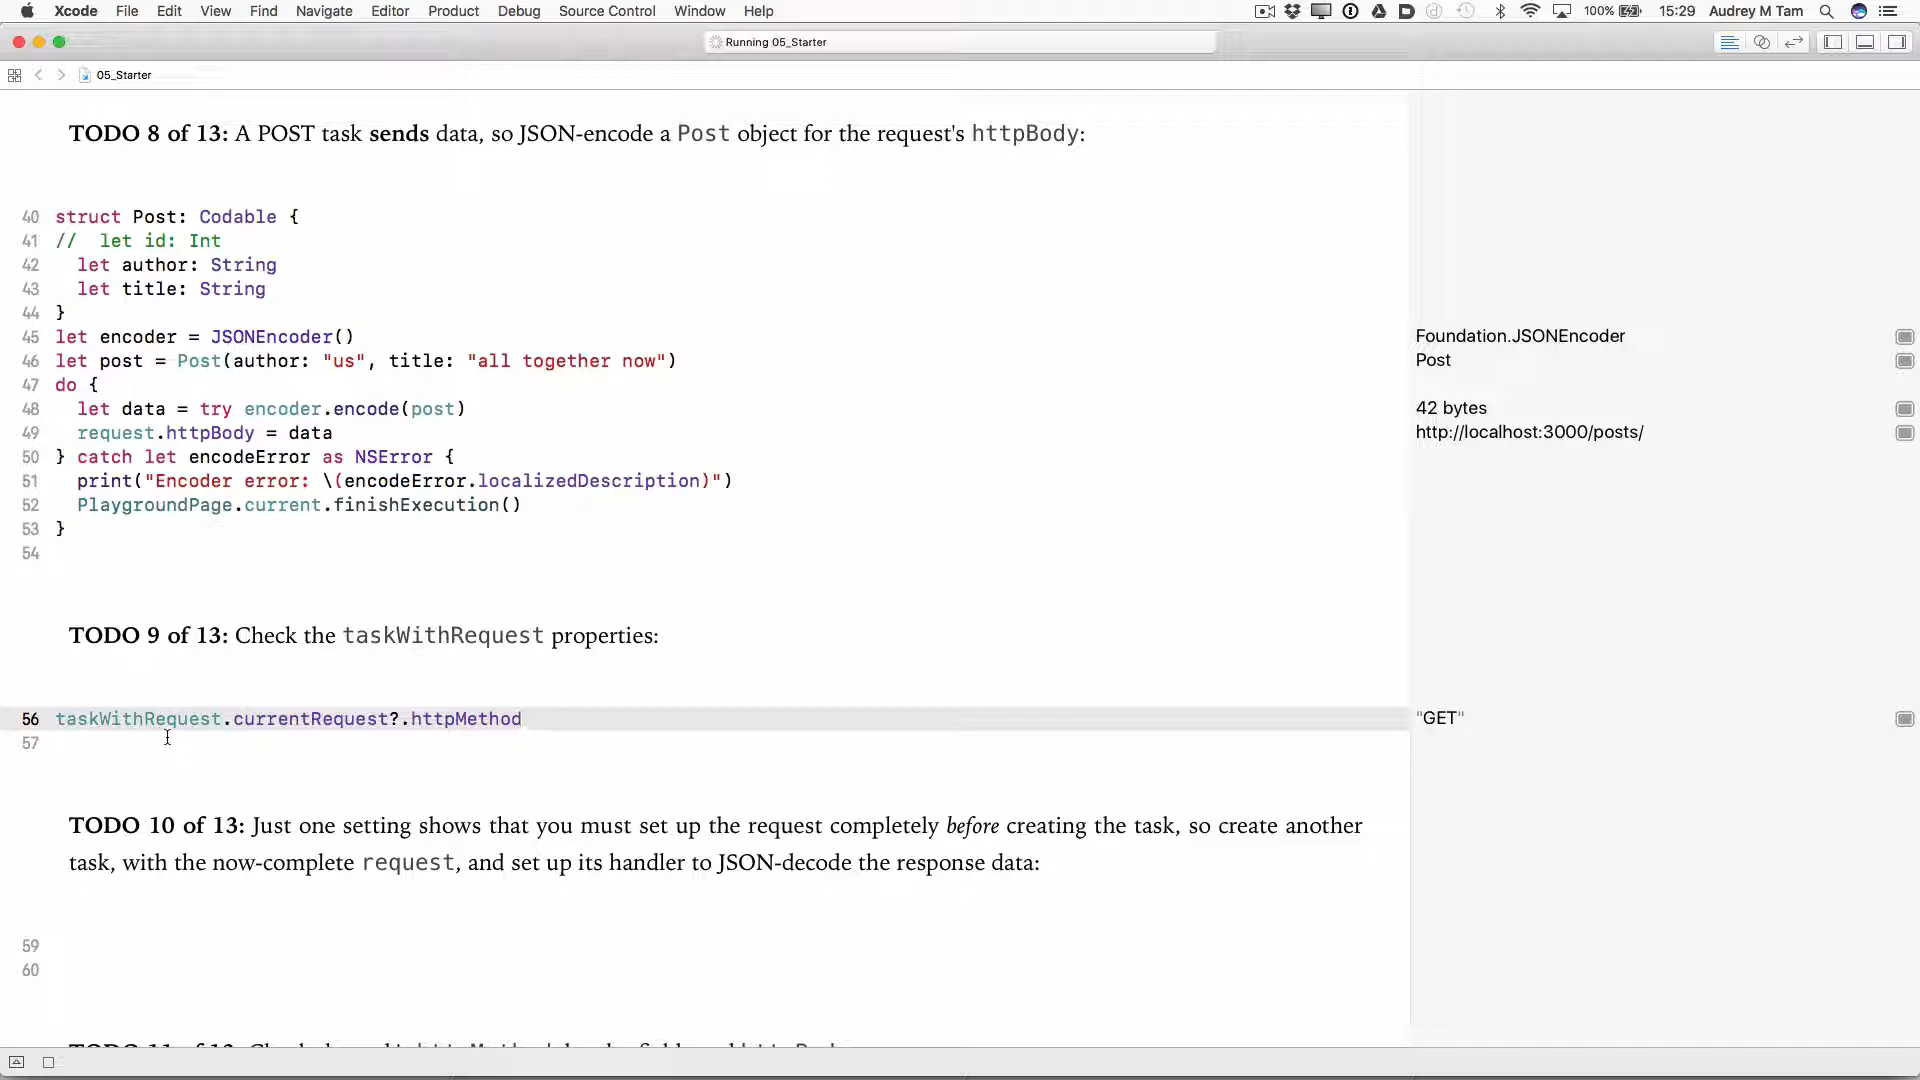 Xcode File Edit View Find Navigate Editor Product Debug Source Control Window Help 100% 15:29 Audrey M Tam
Running 05_Starter
05_Starter
TODO 8 of 13: A POST task sends data, so JSON-encode a Post object for the request's httpBody:
40 struct Post: Codable {
41 //  let id: Int
42   let author: String
43   let title: String
44 }
45 let encoder = JSONEncoder() Foundation.JSONEncoder
46 let post = Post(author: "us", title: "all together now") Post
47 do {
48   let data = try encoder.encode(post) 42 bytes
49   request.httpBody = data http://localhost:3000/posts/
50 } catch let encodeError as NSError {
51   print("Encoder error: \(encodeError.localizedDescription)")
52   PlaygroundPage.current.finishExecution()
53 }
54
TODO 9 of 13: Check the taskWithRequest properties:
56 taskWithRequest.currentRequest?.httpMethod "GET"
57
TODO 10 of 13: Just one setting shows that you must set up the request completely before creating the task, so create another
task, with the now-complete request, and set up its handler to JSON-decode the response data:
59
60